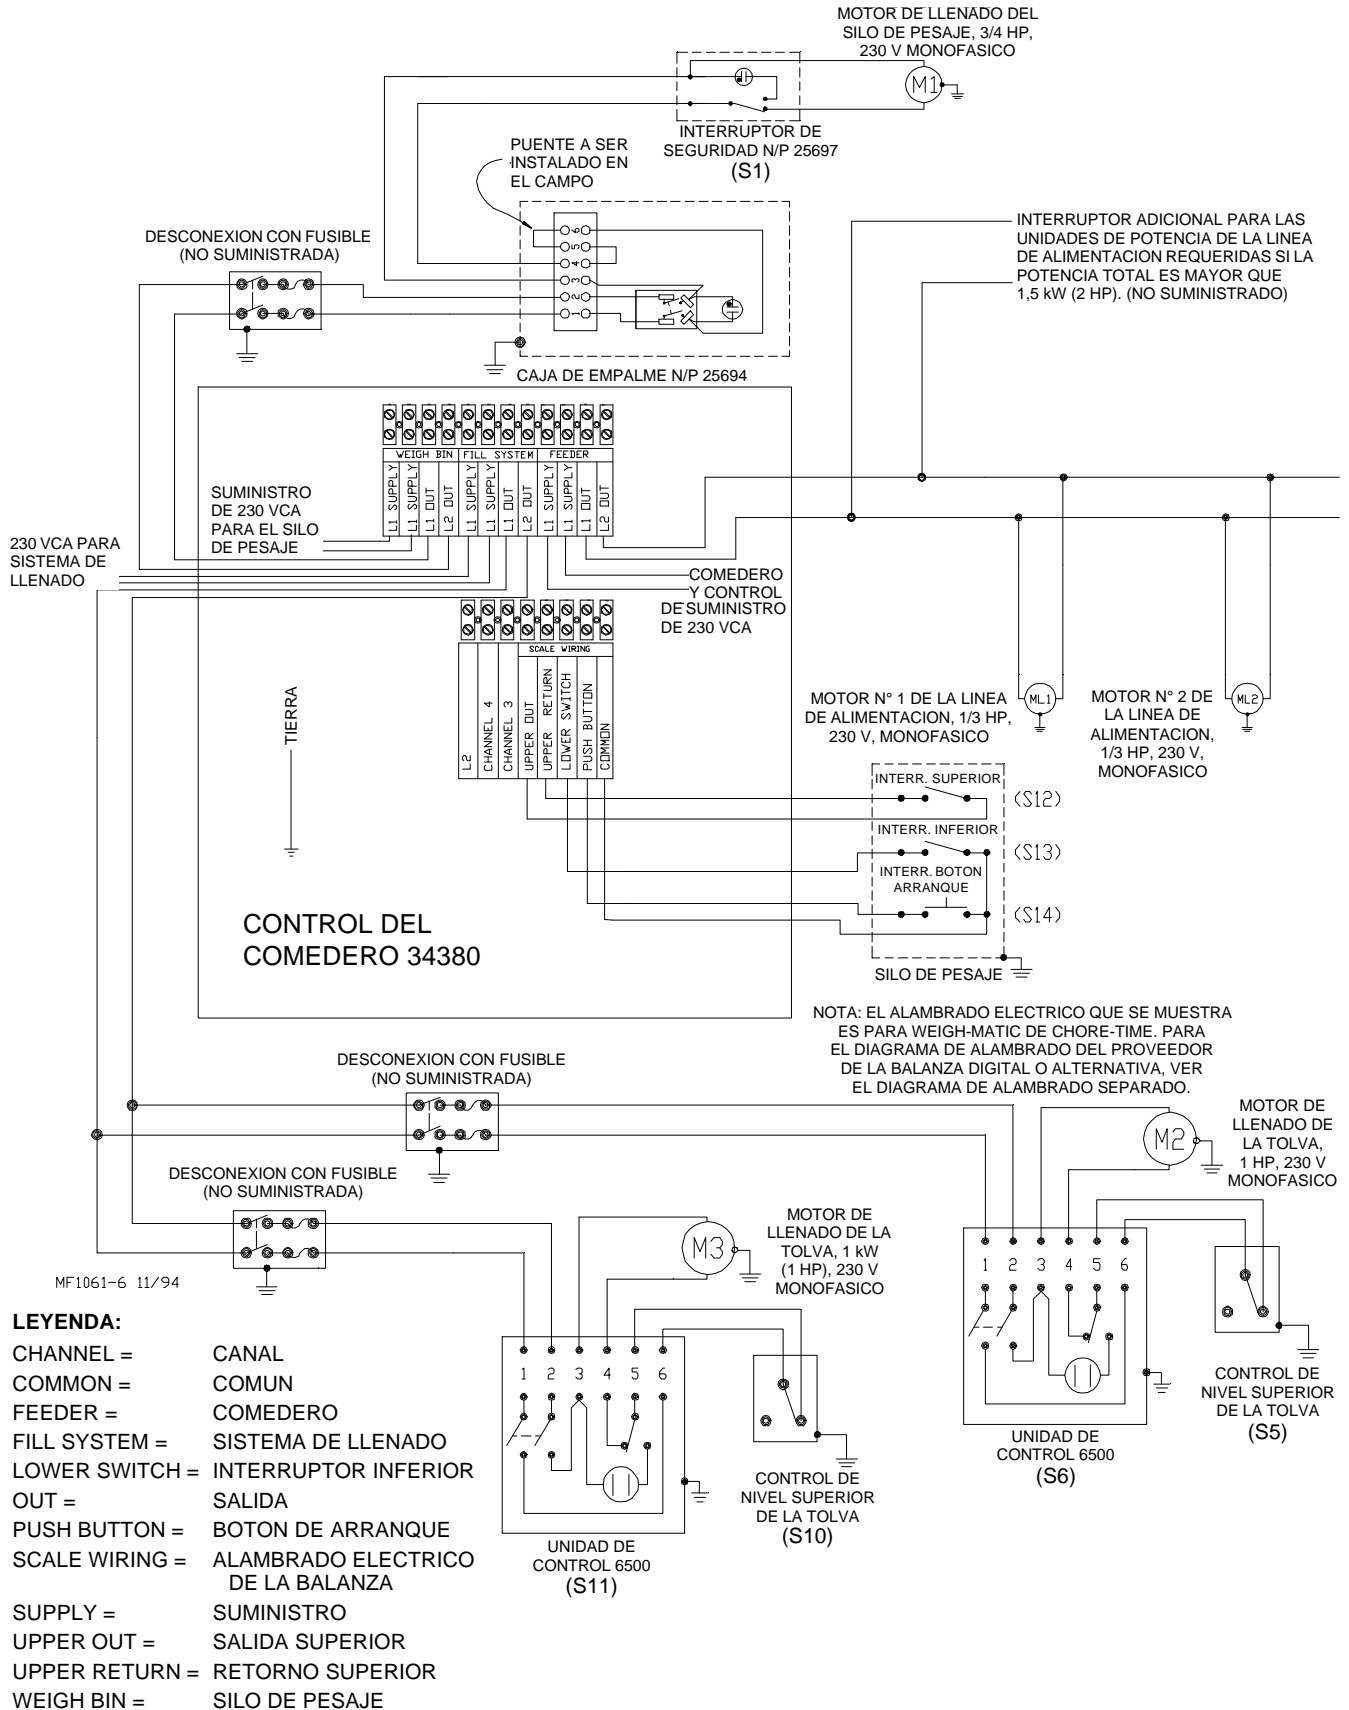 MOTOR DE LLENADO DEL
SILO DE PESAJE, 3/4 HP,
230 V MONOFASICO
M1
INTERRUPTOR DE
SEGURIDAD N/P 25697
(S1)
PUENTE A SER
INSTALADO EN
EL CAMPO
DESCONEXION CON FUSIBLE
(NO SUMINISTRADA)
6
5
4
3
2
1
INTERRUPTOR ADICIONAL PARA LAS
UNIDADES DE POTENCIA DE LA LINEA
DE ALIMENTACION REQUERIDAS SI LA
POTENCIA TOTAL ES MAYOR QUE
1,5 kW (2 HP). (NO SUMINISTRADO)
CAJA DE EMPALME N/P 25694
WEIGH BIN
FILL SYSTEM
FEEDER
L1 SUPPLY
L1 SUPPLY
L1 OUT
L2 OUT
L1 SUPPLY
L1 SUPPLY
L1 OUT
L2 OUT
L1 SUPPLY
L1 SUPPLY
L1 OUT
L2 OUT
SUMINISTRO
DE 230 VCA
PARA EL SILO
DE PESAJE
230 VCA PARA
SISTEMA DE
LLENADO
COMEDERO
Y CONTROL
DE SUMINISTRO
DE 230 VCA
SCALE WIRING
L2
CHANNEL 4
CHANNEL 3
UPPER OUT
UPPER RETURN
LOWER SWITCH
PUSH BUTTON
COMMON
TIERRA
ML1
ML2
MOTOR N° 1 DE LA LINEA
DE ALIMENTACION, 1/3 HP,
230 V, MONOFASICO
MOTOR N° 2 DE
LA LINEA DE
ALIMENTACION,
1/3 HP, 230 V,
MONOFASICO
INTERR. SUPERIOR
(S12)
INTERR. INFERIOR
(S13)
INTERR. BOTON
ARRANQUE
(S14)
SILO DE PESAJE
CONTROL DEL
COMEDERO 34380
NOTA: EL ALAMBRADO ELECTRICO QUE SE MUESTRA
ES PARA WEIGH-MATIC DE CHORE-TIME. PARA
EL DIAGRAMA DE ALAMBRADO DEL PROVEEDOR
DE LA BALANZA DIGITAL O ALTERNATIVA, VER
EL DIAGRAMA DE ALAMBRADO SEPARADO.
DESCONEXION CON FUSIBLE
(NO SUMINISTRADA)
M2
MOTOR DE
LLENADO DE
LA TOLVA,
1 HP, 230 V
MONOFASICO
DESCONEXION CON FUSIBLE
(NO SUMINISTRADA)
M3
MOTOR DE
LLENADO DE LA
TOLVA, 1 kW
(1 HP), 230 V
MONOFASICO
1 2 3 4 5 6
CONTROL DE
NIVEL SUPERIOR
DE LA TOLVA
(S5)
UNIDAD DE
CONTROL 6500
(S6)
1 2 3 4 5 6
CONTROL DE
NIVEL SUPERIOR
DE LA TOLVA
(S10)
UNIDAD DE
CONTROL 6500
(S11)
MF1061-6 11/94
LEYENDA:
CHANNEL = CANAL
COMMON = COMUN
FEEDER = COMEDERO
FILL SYSTEM = SISTEMA DE LLENADO
LOWER SWITCH = INTERRUPTOR INFERIOR
OUT = SALIDA
PUSH BUTTON = BOTON DE ARRANQUE
SCALE WIRING = ALAMBRADO ELECTRICO
DE LA BALANZA
SUPPLY = SUMINISTRO
UPPER OUT = SALIDA SUPERIOR
UPPER RETURN = RETORNO SUPERIOR
WEIGH BIN = SILO DE PESAJE